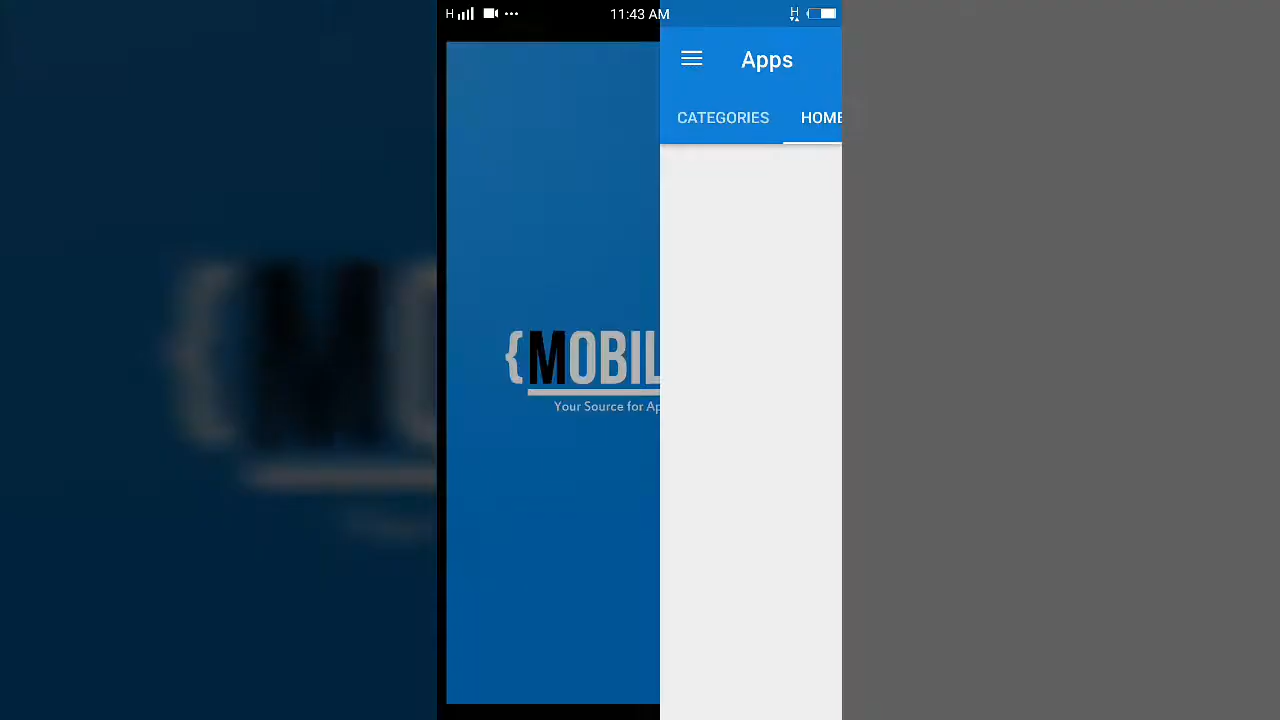 H ... 11:43 AM H
Apps
CATEGORIES HOME
{MOBIL
Your Source for Ap